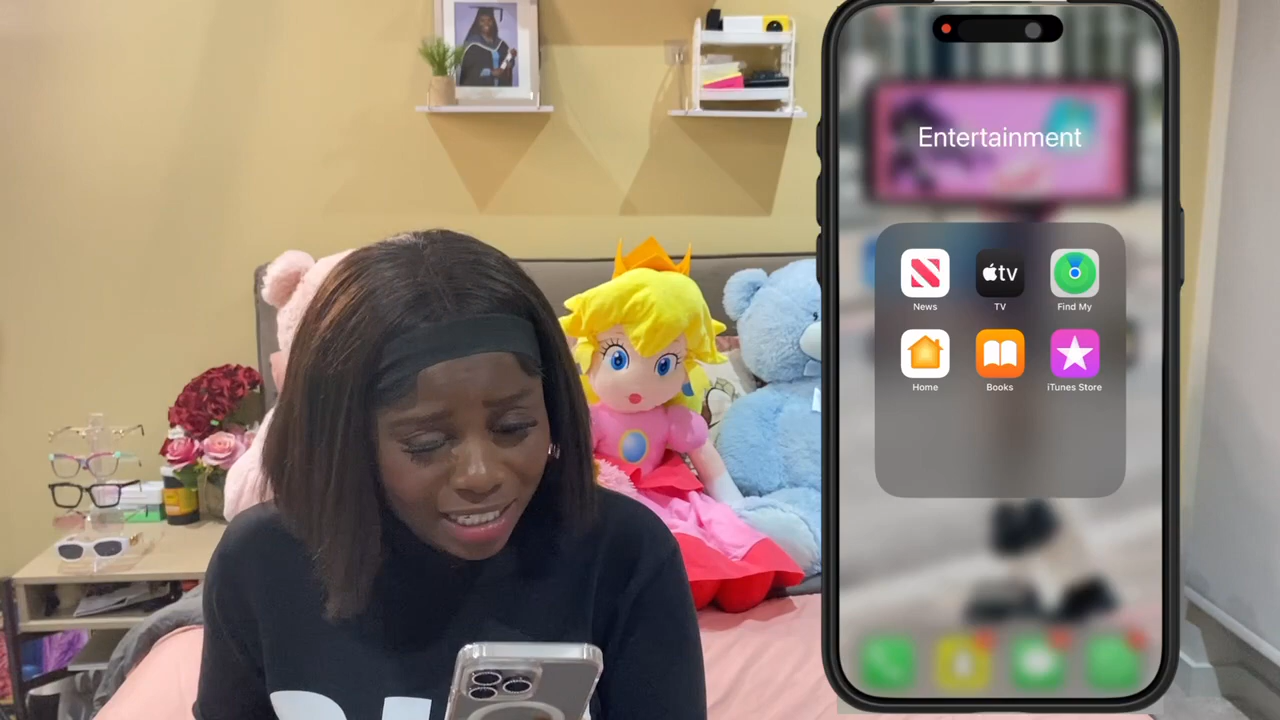 Entertainment
News
tv
TV
Find My
Home
Books
iTunes Store